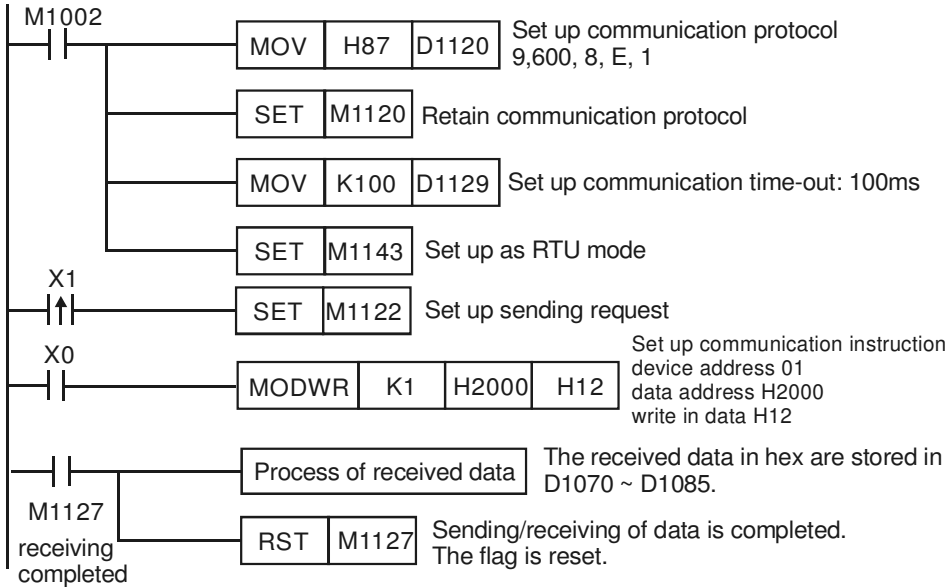 M1002
MOV H87 D1120 Set up communication protocol
9,600, 8, E, 1
SET M1120 Retain communication protocol
MOV K100 D1129 Set up communication time-out: 100ms
SET M1143 Set up as RTU mode
X1
SET M1122 Set up sending request
X0
MODWR K1 H2000 H12
Set up communication instruction
device address 01
data address H2000
write in data H12
M1127
receiving
completed
Process of received data
The received data in hex are stored in
D1070 ~ D1085.
RST M1127
Sending/receiving of data is completed.
The flag is reset.